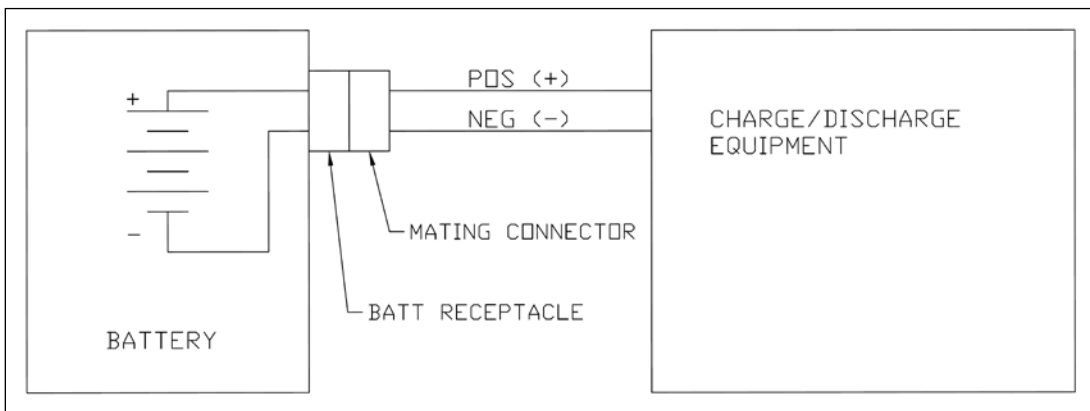 POS (+)
NEG (-)
CHARGE/DISCHARGE
EQUIPMENT
+
-
MATING CONNECTOR
BATT RECEPTACLE
BATTERY